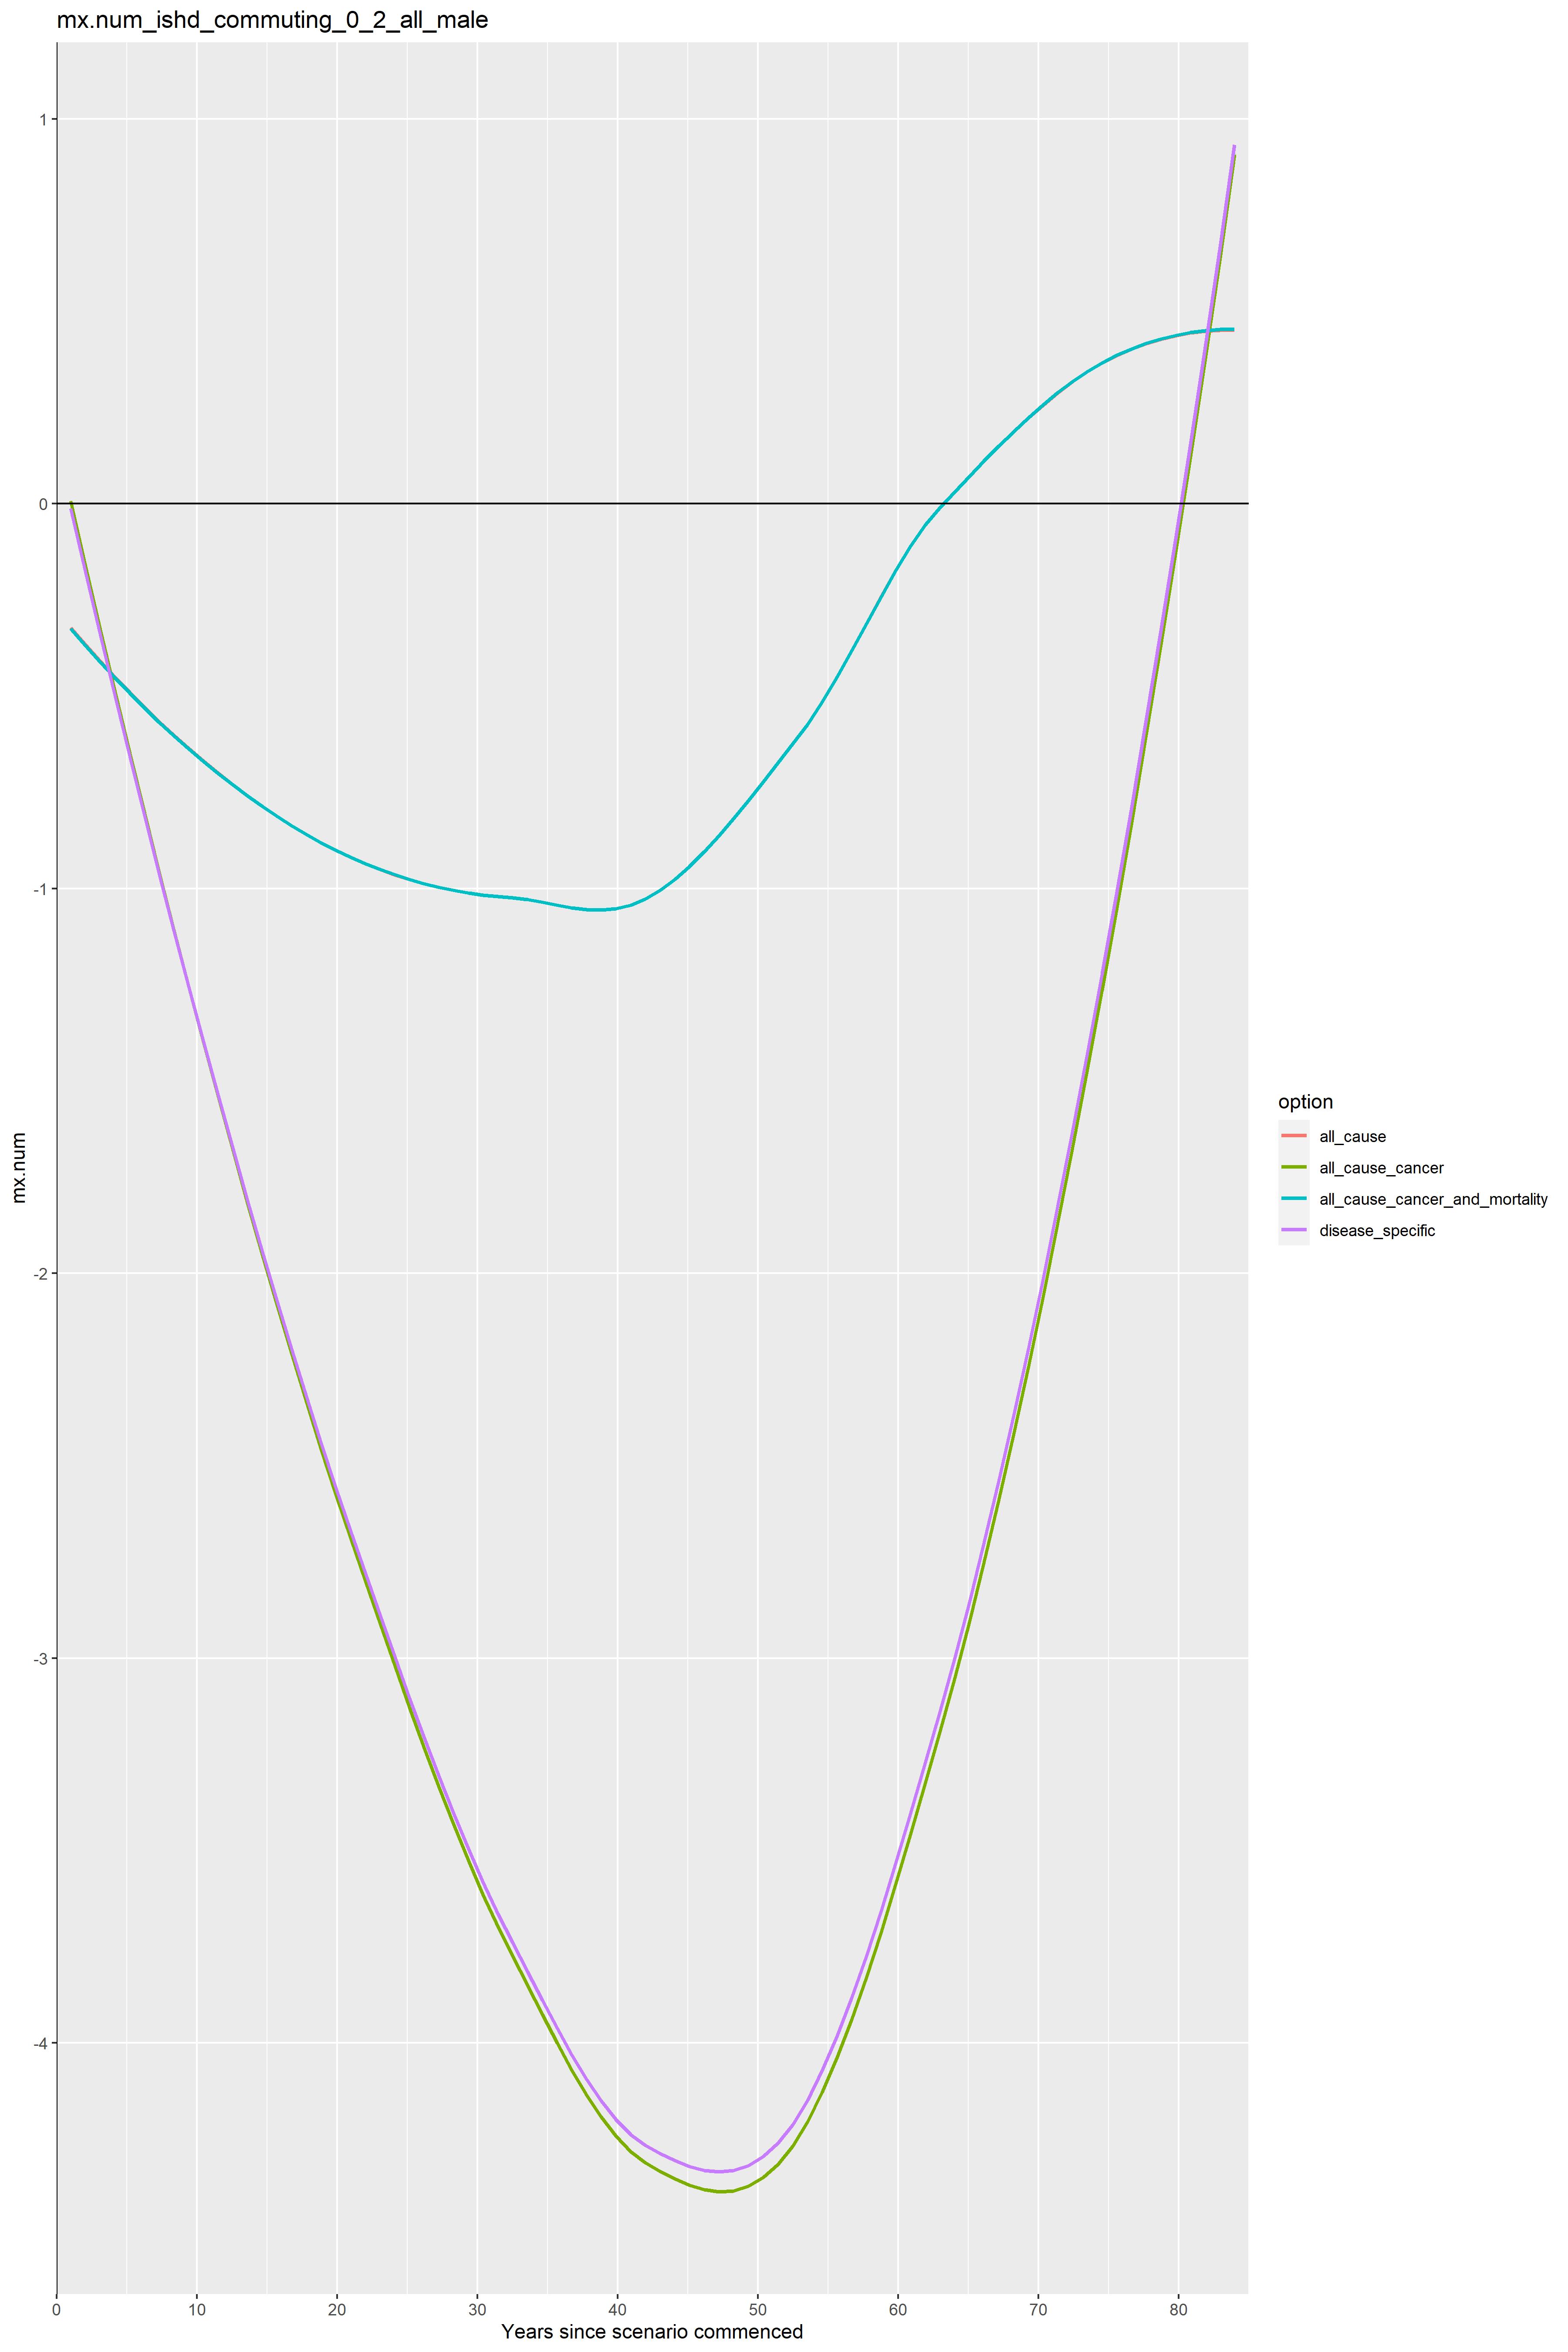 mx.num_ishd_commuting_0_2_all_male
1
0
-1
-2
-3
-4
mx.num
0 10 20 30 40 50 60 70 80
Years since scenario commenced
option
all_cause
all_cause_cancer
all_cause_cancer_and_mortality
disease_specific